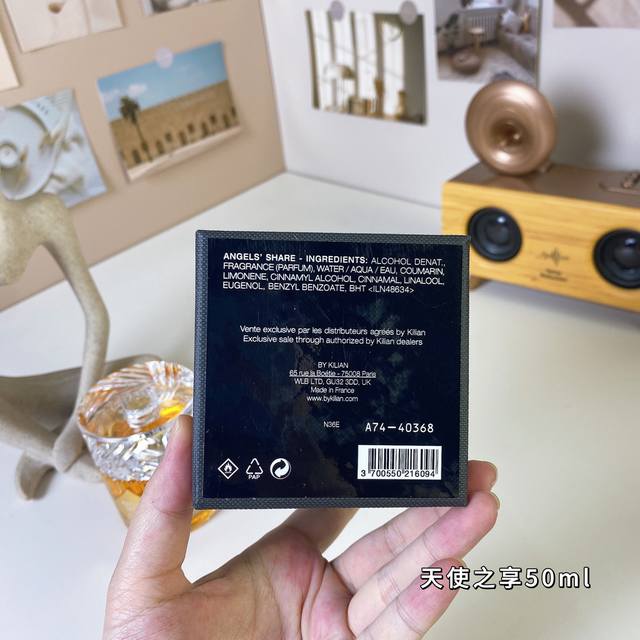 ANGELS' SHARE - INGREDIENTS: ALCOHOL DENAT.,
FRAGRANCE (PARFUM), WATER / AQUA / EAU, COUMARIN,
LIMONENE, CINNAMYL ALCOHOL, CINNAMAL, LINALOOL,
EUGENOL, BENZYL BENZOATE, BHT <ILN48634>
Vente exclusive par les distributeurs agréés by Kilian
Exclusive sale through authorized by Kilian dealers
BY KILIAN
65 rue la Boétie - 75008 Paris
WLB LTD, GU32 3DD, UK
Made in France
www.bykilian.com
N36E
A74-40368
PAP
3 700550 216094
天使之享50ml